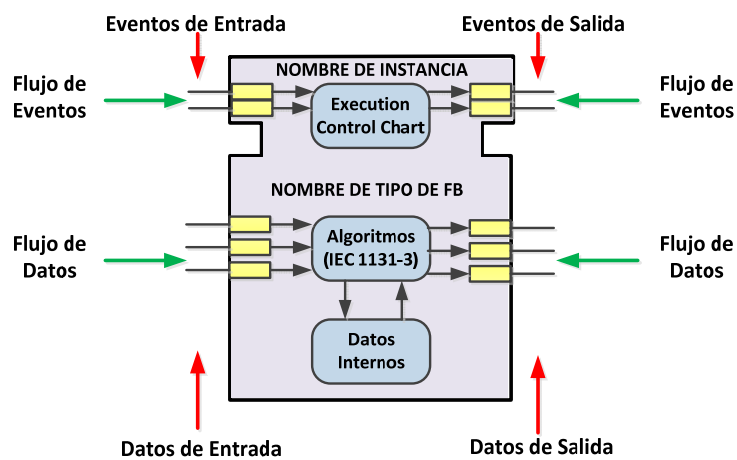 Eventos de Entrada
Eventos de Salida
NOMBRE DE INSTANCIA
Flujo de
Eventos
Execution
Control Chart
Flujo de
Eventos
NOMBRE DE TIPO DE FB
Flujo de
Datos
Algoritmos
(IEC 1131-3)
Flujo de
Datos
Datos
Internos
Datos de Entrada
Datos de Salida